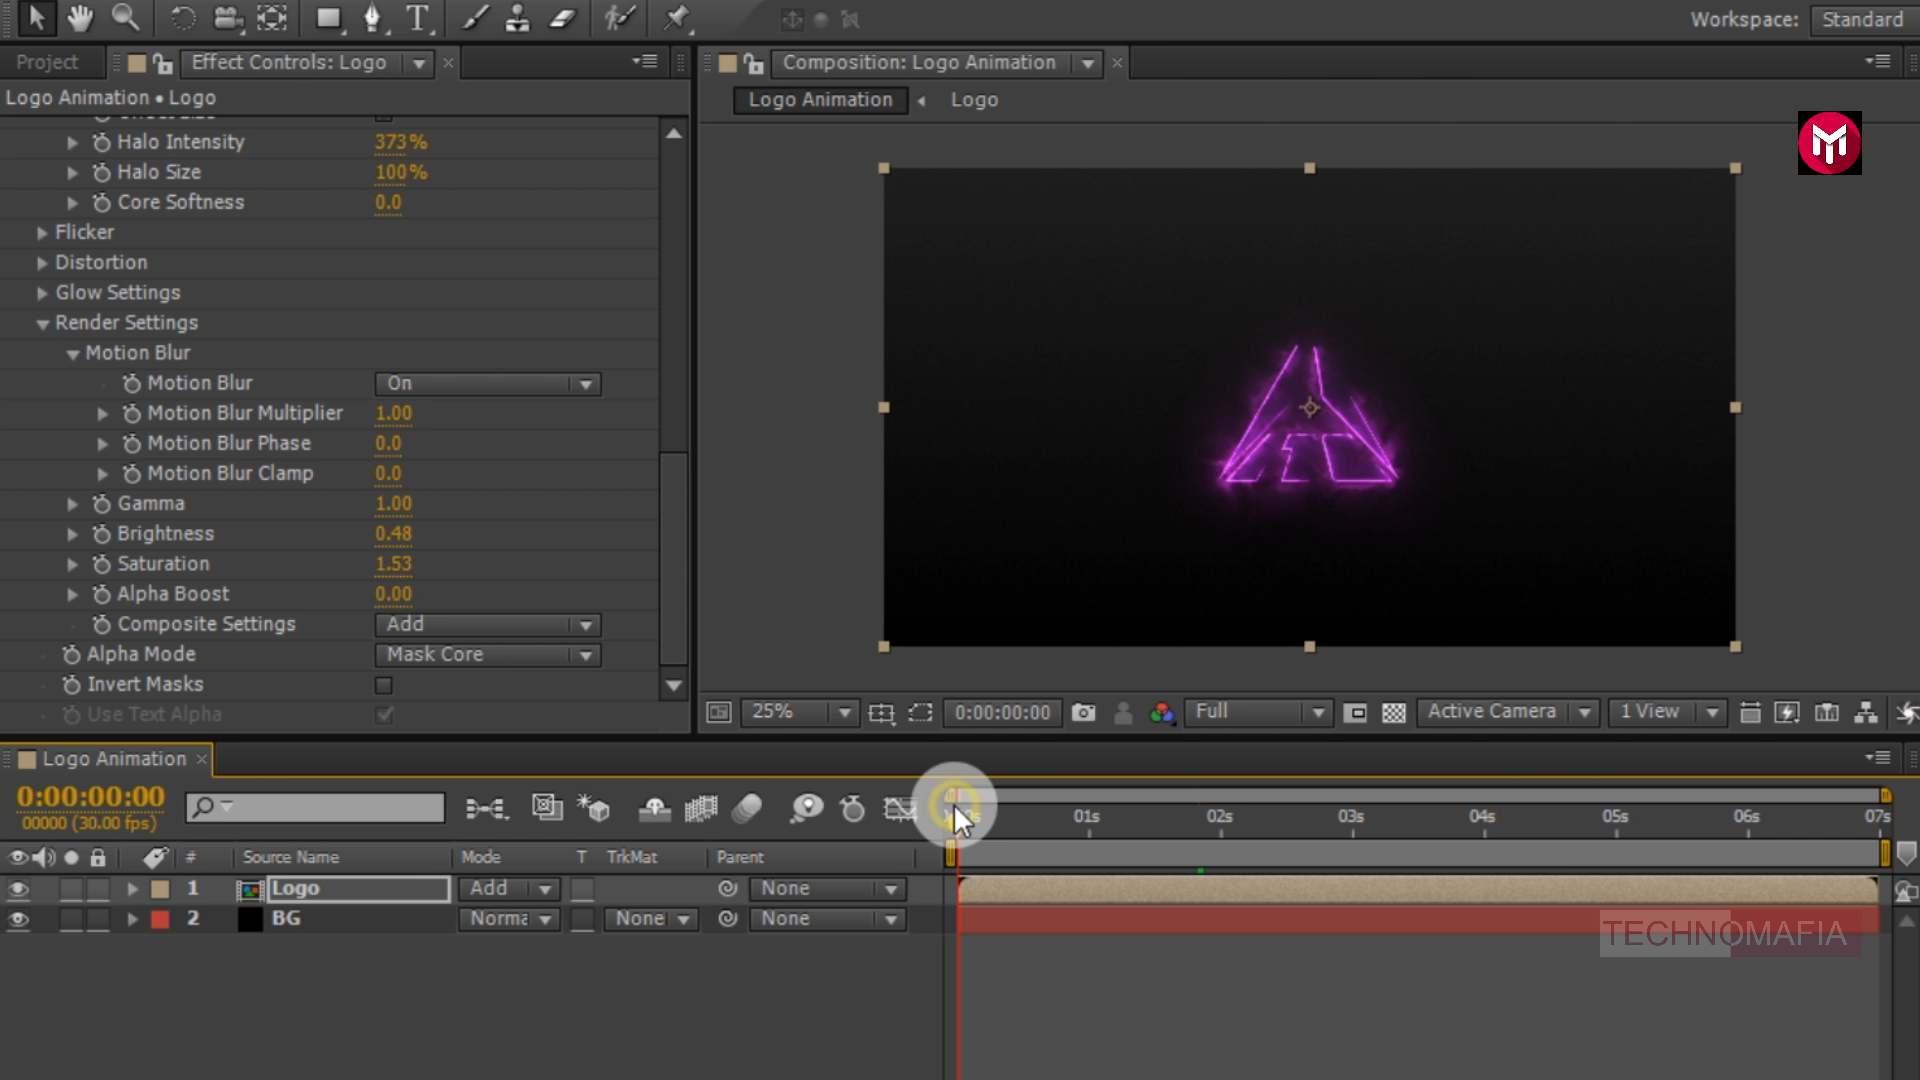 Workspace: Standard
Project Effect Controls: Logo
Composition: Logo Animation
Logo Animation • Logo
Logo Animation Logo
Halo Intensity 373%
Halo Size 100%
Core Softness 0.0
Flicker
Distortion
Glow Settings
Render Settings
Motion Blur
Motion Blur On
Motion Blur Multiplier 1.00
Motion Blur Phase 0.0
Motion Blur Clamp 0.0
Gamma 1.00
Brightness 0.48
Saturation 1.53
Alpha Boost 0.00
Composite Settings Add
Alpha Mode Mask Core
Invert Masks
Use Text Alpha
25% 0:00:00:00 Full Active Camera 1 View
Logo Animation
0:00:00:00
00000 (30.00 fps)
01s 02s 03s 04s 05s 06s 07s
# Source Name Mode T TrkMat Parent
1 Logo Add None
2 BG Norma None None
TECHNOMAFIA